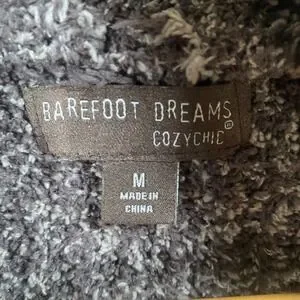 BAREFOOT DREAMS
COZYCHIC®
M
MADE IN
CHINA